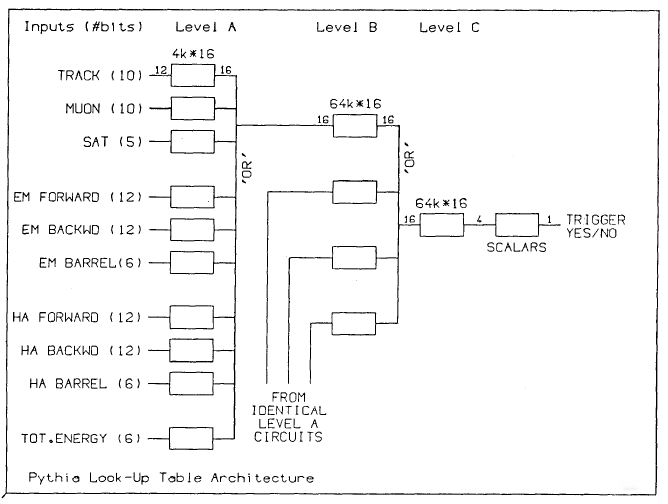 Inputs (#bits) Level A Level B Level C
4k*16
TRACK (10) 12 16
MUON (10)
SAT (5)
64k*16
16 16
'OR'
'OR'
EM FORWARD (12)
EM BACKWD (12)
EM BARREL(6)
64k*16
16 4 1 TRIGGER
YES/NO
SCALARS
HA FORWARD (12)
HA BACKWD (12)
HA BARREL (6)
FROM
IDENTICAL
LEVEL A
CIRCUITS
TOT.ENERGY (6)
Pythia Look-Up Table Architecture